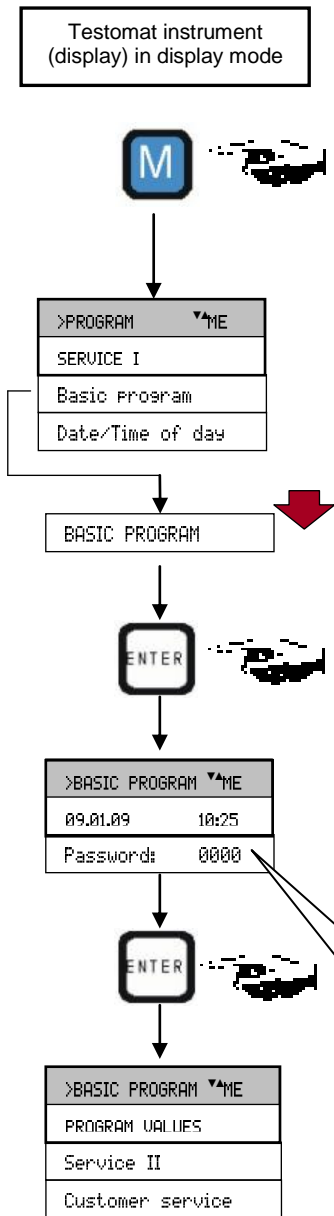 Testomat instrument
(display) in display mode
M
>PROGRAM ▼▲ME
SERVICE I
Basic program
Date/Time of day
BASIC PROGRAM
ENTER
>BASIC PROGRAM ▼▲ME
09.01.09 10:25
Password: 0000
ENTER
>BASIC PROGRAM ▼▲ME
PROGRAM VALUES
Service II
Customer service